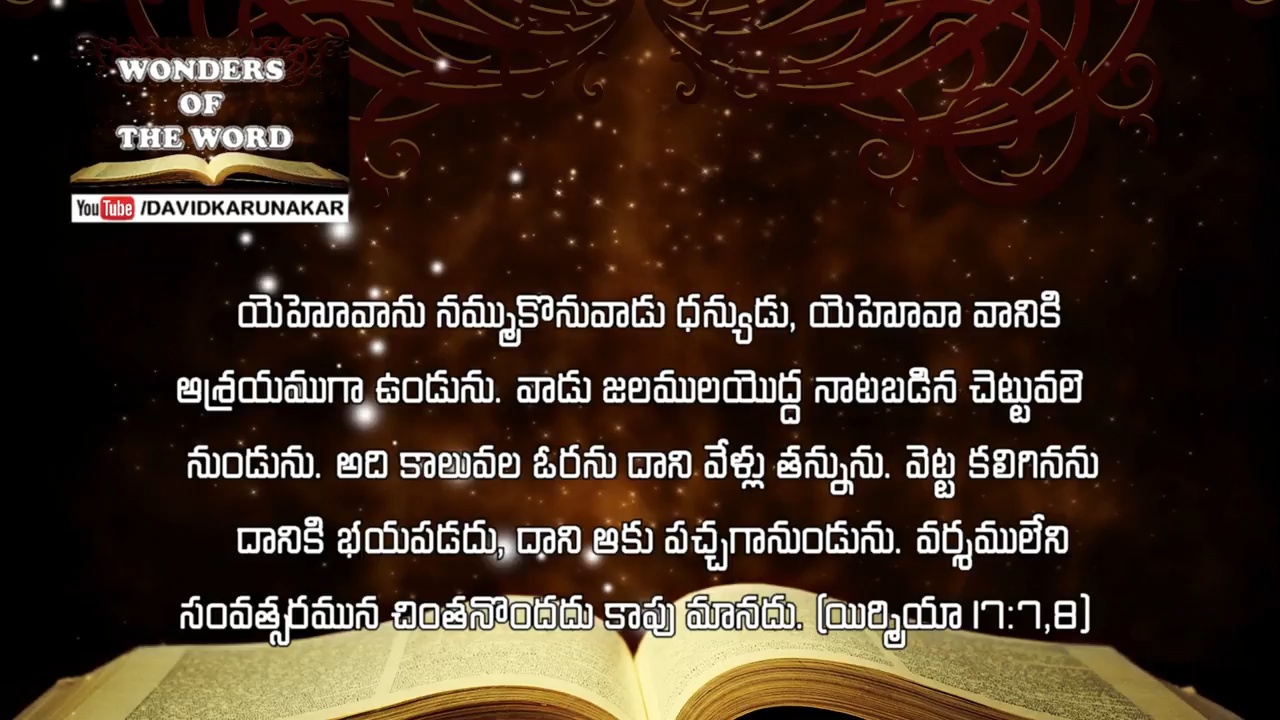 WONDERS
OF
THE WORD
YouTube /DAVIDKARUNAKAR
యెహోవాను నమ్ముకొనువాడు ధన్యుడు, యెహోవా వానికి
ఆశ్రయముగా ఉండును. వాడు జలములయొద్ద నాటబడిన చెట్టువలె
నుండును. అది కాలువల ఓరను దాని వేళ్లు తన్నును. వెట్ట కలిగినను
దానికి భయపడదు, దాని ఆకు పచ్చగానుండును. వర్శములేని
సంవత్సరమున చింతనొందదు కాపు మానదు. (యిర్మియా 17:7,8)